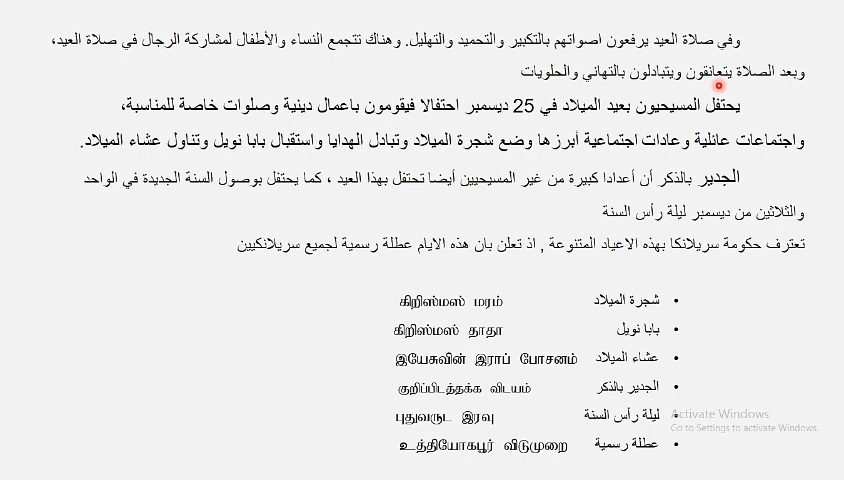 وفي صلاة العيد يرفعون اصواتهم بالتكبير والتحميد والتهليل. وهناك تتجمع النساء والأطفال لمشاركة الرجال في صلاة العيد،
وبعد الصلاة يتعانقون ويتبادلون بالتهاني والحلويات
يحتفل المسيحيون بعيد الميلاد في 25 ديسمبر احتفالا فيقومون باعمال دينية وصلوات خاصة للمناسبة،
واجتماعات عائلية وعادات اجتماعية أبرزها وضع شجرة الميلاد وتبادل الهدايا واستقبال بابا نويل وتناول عشاء الميلاد.
الجدير بالذكر أن أعدادا كبيرة من غير المسيحيين أيضا تحتفل بهذا العيد ، كما يحتفل بوصول السنة الجديدة في الواحد
والثلاثين من ديسمبر ليلة رأس السنة
تعترف حكومة سريلانكا بهذه الاعياد المتنوعة , اذ تعلن بان هذه الايام عطلة رسمية لجميع سريلانكيين
• شجرة الميلاد கிறிஸ்மஸ் மரம்
• بابا نويل கிறிஸ்மஸ் தாதா
• عشاء الميلاد இயேசுவின் இராப் போசனம்
• الجدير بالذكر குறிப்பிடத்தக்க விடயம்
• ليلة رأس السنة புதுவருட இரவு
• عطلة رسمية உத்தியோகபூர் விடுமுறை
Activate Windows
Go to Settings to activate Windows.